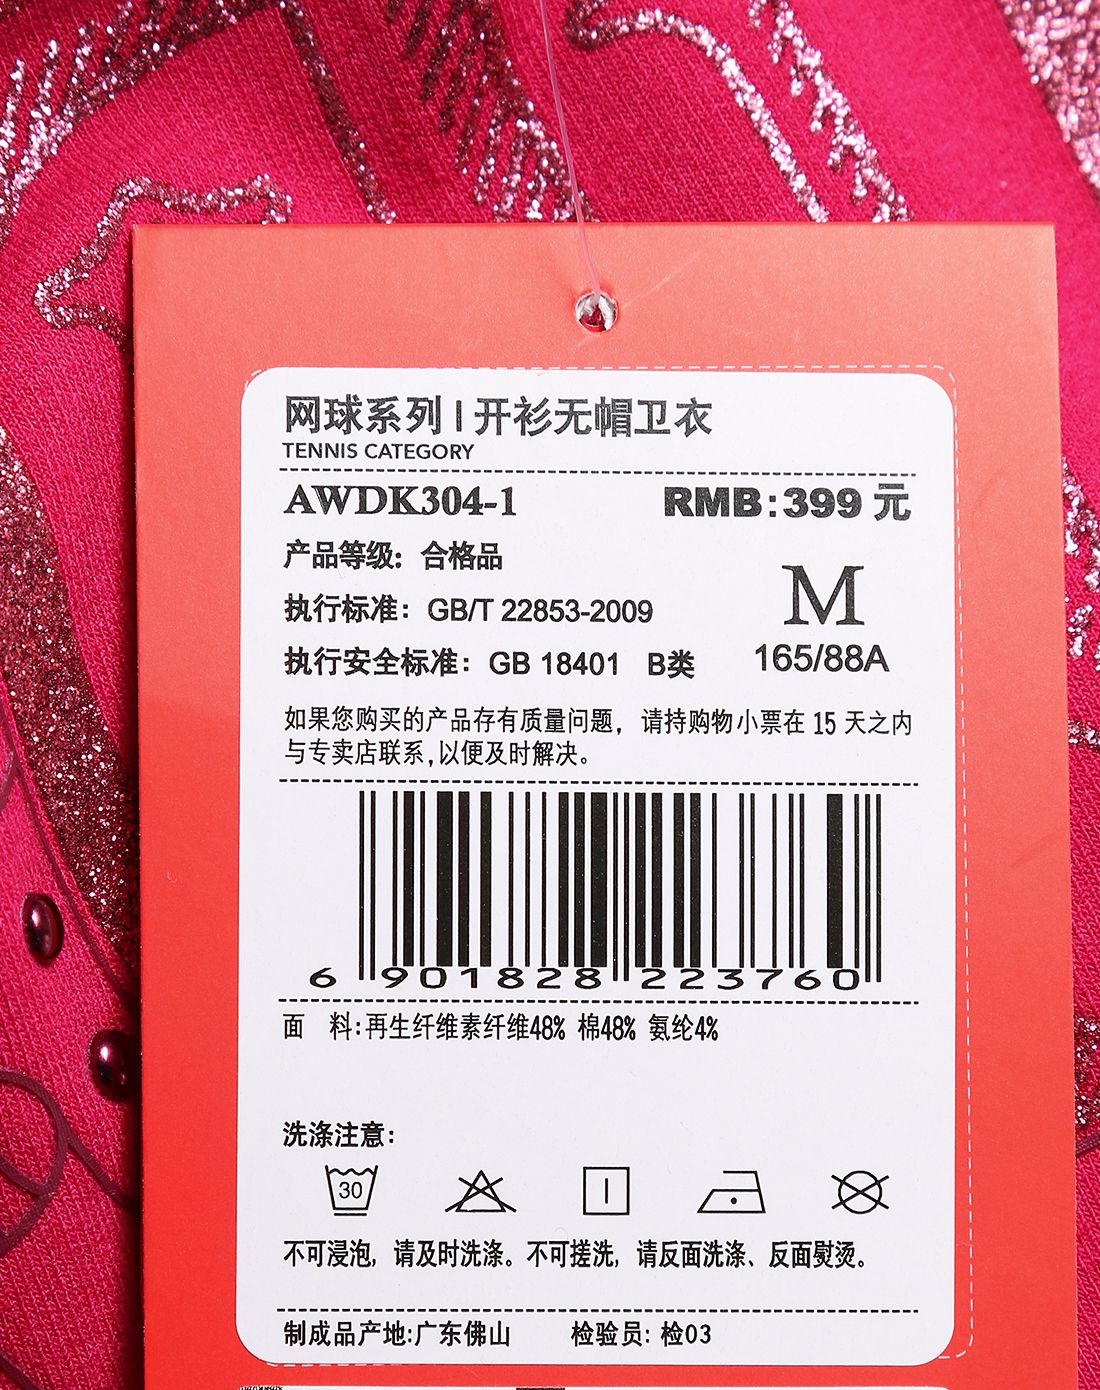 网球系列 | 开衫无帽卫衣
TENNIS CATEGORY
AWDK304-1 RMB:399 元
产品等级: 合格品
M
执行标准: GB/T 22853-2009
165/88A
执行安全标准: GB 18401 B类
如果您购买的产品存有质量问题，请持购物小票在 15 天之内
与专卖店联系,以便及时解决。
6 901828 223760
面 料:再生纤维素纤维48% 棉48% 氨纶4%
洗涤注意:
30
不可浸泡，请及时洗涤。不可搓洗，请反面洗涤、反面熨烫。
制成品产地:广东佛山 检验员: 检03